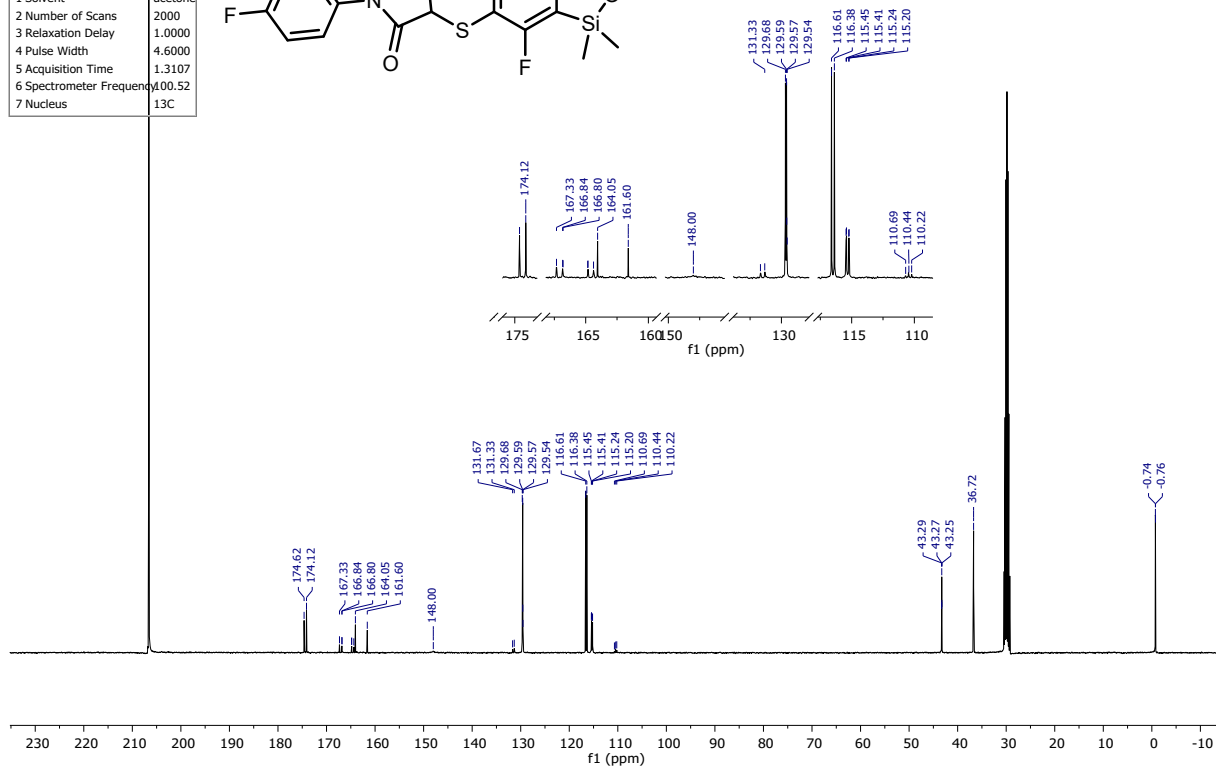 1 Solvent acetone
2 Number of Scans 2000
3 Relaxation Delay 1.0000
4 Pulse Width 4.6000
5 Acquisition Time 1.3107
6 Spectrometer Frequency 100.52
7 Nucleus 13C
F
N
O
S
F
Si
131.33
129.68
129.59
129.57
129.54
116.61
116.38
115.45
115.41
115.24
115.20
174.12
167.33
166.84
166.80
164.05
161.60
148.00
110.69
110.44
110.22
175 165 160 150 130 115 110
f1 (ppm)
174.62
174.12
167.33
166.84
166.80
164.05
161.60
148.00
131.67
131.33
129.68
129.59
129.57
129.54
116.61
116.38
115.45
115.41
115.24
115.20
110.69
110.44
110.22
43.29
43.27
43.25
36.72
-0.74
-0.76
230 220 210 200 190 180 170 160 150 140 130 120 110 100 90 80 70 60 50 40 30 20 10 0 -10
f1 (ppm)